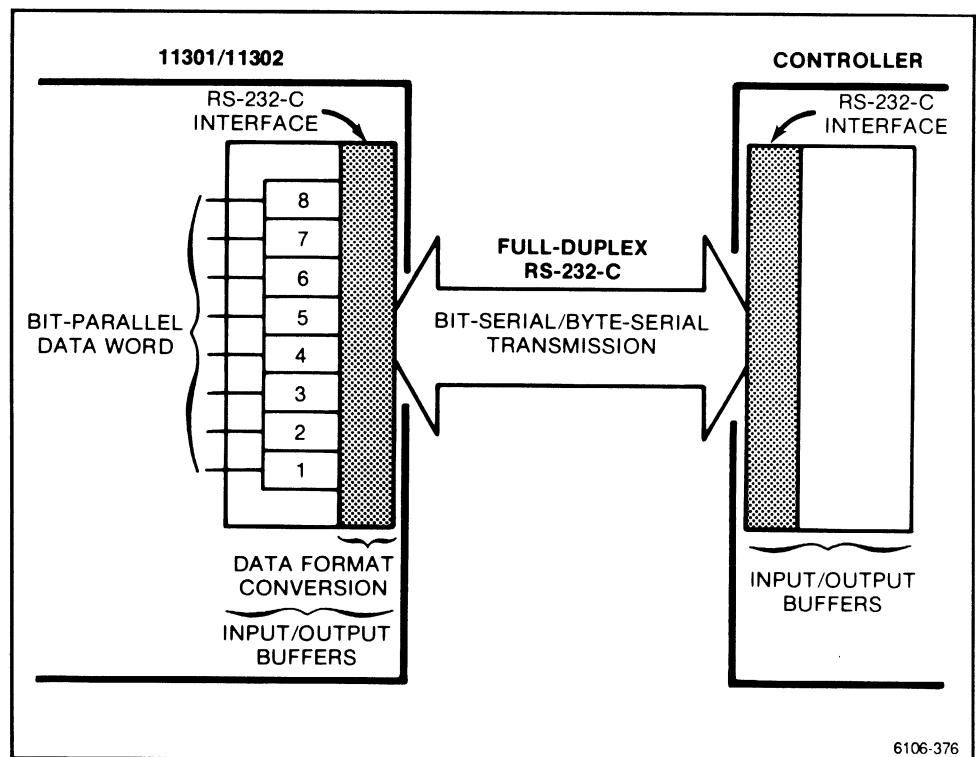 11301/11302
RS-232-C
INTERFACE
8
7
6
5
4
3
2
1
BIT-PARALLEL
DATA WORD
DATA FORMAT
CONVERSION
INPUT/OUTPUT
BUFFERS
FULL-DUPLEX
RS-232-C
BIT-SERIAL/BYTE-SERIAL
TRANSMISSION
CONTROLLER
RS-232-C
INTERFACE
INPUT/OUTPUT
BUFFERS
6106-376